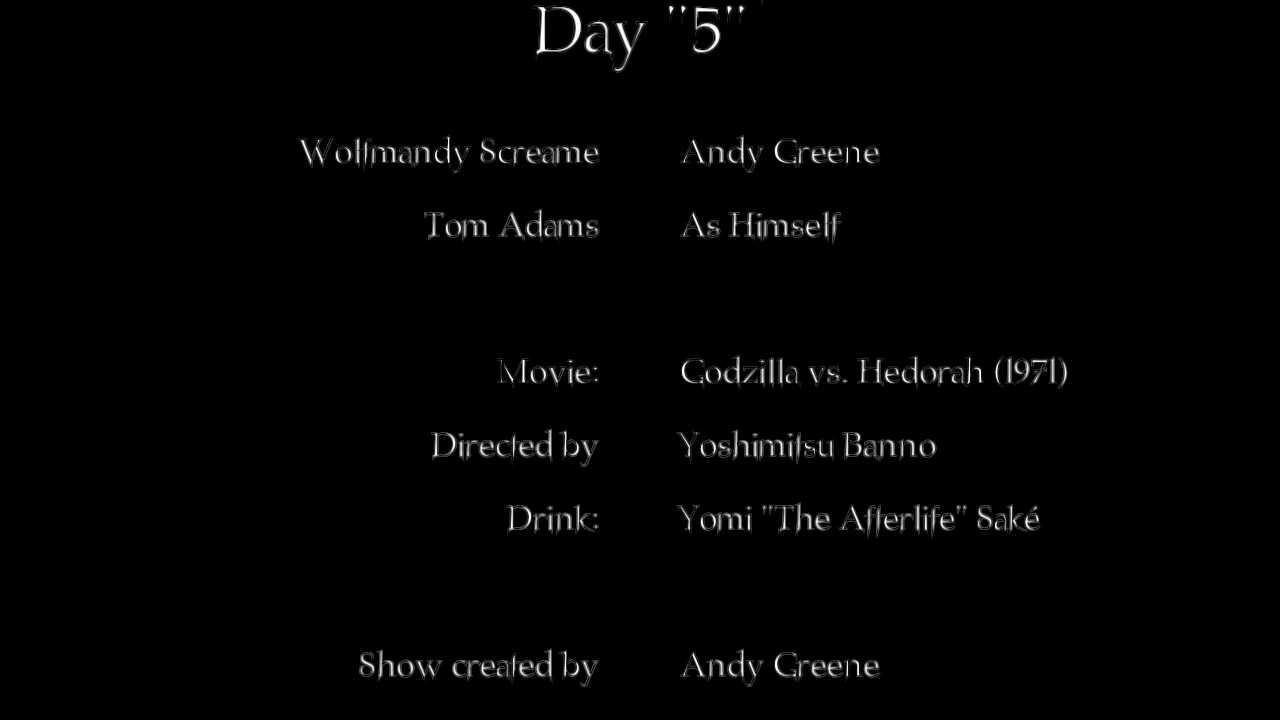 Day "5"
Wolfmandy Screame Andy Greene
Tom Adams As Himself
Movie: Godzilla vs. Hedorah (1971)
Directed by Yoshimitsu Banno
Drink: Yomi "The Afterlife" Saké
Show created by Andy Greene